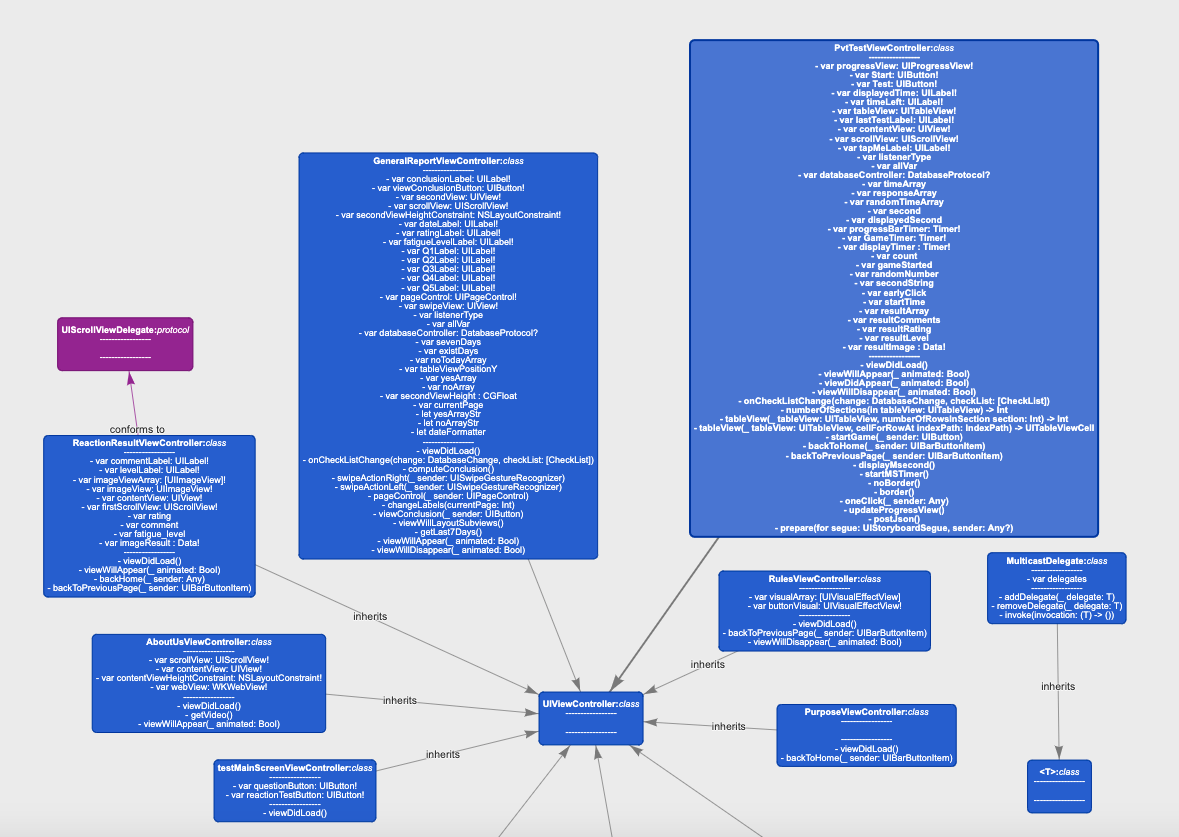 PvtTestViewController:class
-----------------
- var progressView: UIProgressView!
- var Start: UIButton!
- var Test: UIButton!
- var displayedTime: UILabel!
- var timeLeft: UILabel!
- var tableView: UITableView!
- var lastTestLabel: UILabel!
- var contentView: UIView!
- var scrollView: UIScrollView!
- var tapMeLabel: UILabel!
- var listenerType
- var allVar
- var databaseController: DatabaseProtocol?
- var timeArray
- var responseArray
- var randomTimeArray
- var second
- var displayedSecond
- var progressBarTimer: Timer!
- var GameTimer: Timer!
- var displayTimer : Timer!
- var count
- var gameStarted
- var randomNumber
- var secondString
- var earlyClick
- var startTime
- var resultArray
- var resultComments
- var resultRating
- var resultLevel
- var resultImage : Data!
-----------------
- viewDidLoad()
- viewWillAppear(_ animated: Bool)
- viewDidAppear(_ animated: Bool)
- viewWillDisappear(_ animated: Bool)
- onCheckListChange(change: DatabaseChange, checkList: [CheckList])
- numberOfSections(in tableView: UITableView) -> Int
- tableView(_ tableView: UITableView, numberOfRowsInSection section: Int) -> Int
- tableView(_ tableView: UITableView, cellForRowAt indexPath: IndexPath) -> UITableViewCell
- startGame(_ sender: UIButton)
- backToHome(_ sender: UIBarButtonItem)
- backToPreviousPage(_ sender: UIBarButtonItem)
- displayMsecond()
- startMSTimer()
- noBorder()
- border()
- oneClick(_ sender: Any)
- updateProgressView()
- postJson()
- prepare(for segue: UIStoryboardSegue, sender: Any?)
GeneralReportViewController:class
-----------------
- var conclusionLabel: UILabel!
- var viewConclusionButton: UIButton!
- var secondView: UIView!
- var scrollView: UIScrollView!
- var secondViewHeightConstraint: NSLayoutConstraint!
- var dateLabel: UILabel!
- var ratingLabel: UILabel!
- var fatigueLevelLabel: UILabel!
- var Q1Label: UILabel!
- var Q2Label: UILabel!
- var Q3Label: UILabel!
- var Q4Label: UILabel!
- var Q5Label: UILabel!
- var pageControl: UIPageControl!
- var swipeView: UIView!
- var listenerType
- var allVar
- var databaseController: DatabaseProtocol?
- var sevenDays
- var existDays
- var noTodayArray
- var tableViewPositionY
- var yesArray
- var noArray
- var secondViewHeight : CGFloat
- var currentPage
- let yesArrayStr
- let noArrayStr
- let dateFormatter
-----------------
- viewDidLoad()
- onCheckListChange(change: DatabaseChange, checkList: [CheckList])
- computeConclusion()
- swipeActionRight(_ sender: UISwipeGestureRecognizer)
- swipeActionLeft(_ sender: UISwipeGestureRecognizer)
- pageControl(_ sender: UIPageControl)
- changeLabels(currentPage: Int)
- viewConclusion(_ sender: UIButton)
- viewWillLayoutSubviews()
- getLast7Days()
- viewWillAppear(_ animated: Bool)
- viewWillDisappear(_ animated: Bool)
UIScrollViewDelegate:protocol
-----------------
-----------------
conforms to
ReactionResultViewController:class
-----------------
- var commentLabel: UILabel!
- var levelLabel: UILabel!
- var imageViewArray: [UIImageView]!
- var imageView: UIImageView!
- var contentView: UIView!
- var firstScrollView: UIScrollView!
- var rating
- var comment
- var fatigue_level
- var imageResult : Data!
-----------------
- viewDidLoad()
- viewWillAppear(_ animated: Bool)
- backHome(_ sender: Any)
- backToPreviousPage(_ sender: UIBarButtonItem)
inherits
MulticastDelegate:class
-----------------
- var delegates
-----------------
- addDelegate(_ delegate: T)
- removeDelegate(_ delegate: T)
- invoke(invocation: (T) -> ())
RulesViewController:class
-----------------
- var visualArray: [UIVisualEffectView]
- var buttonVisual: UIVisualEffectView!
-----------------
- viewDidLoad()
- backToPreviousPage(_ sender: UIBarButtonItem)
- viewWillDisappear(_ animated: Bool)
inherits
AboutUsViewController:class
-----------------
- var scrollView: UIScrollView!
- var contentView: UIView!
- var contentViewHeightConstraint: NSLayoutConstraint!
- var webView: WKWebView!
-----------------
- viewDidLoad()
- getVideo()
- viewWillAppear(_ animated: Bool)
inherits
UIViewController:class
-----------------
-----------------
inherits
PurposeViewController:class
-----------------
-----------------
- viewDidLoad()
- backToHome(_ sender: UIBarButtonItem)
inherits
inherits
testMainScreenViewController:class
-----------------
- var questionButton: UIButton!
- var reactionTestButton: UIButton!
-----------------
- viewDidLoad()
<T>:class
-----------------
-----------------